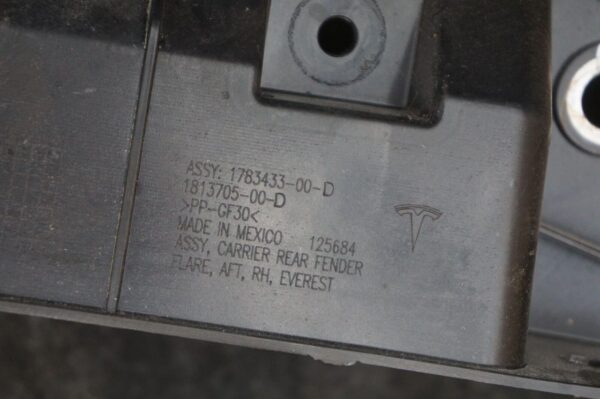 ASSY: 1783433-00-D
1813705-00-D
>PP-GF30<
MADE IN MEXICO 125684
ASSY, CARRIER REAR FENDER
FLARE, AFT, RH, EVEREST